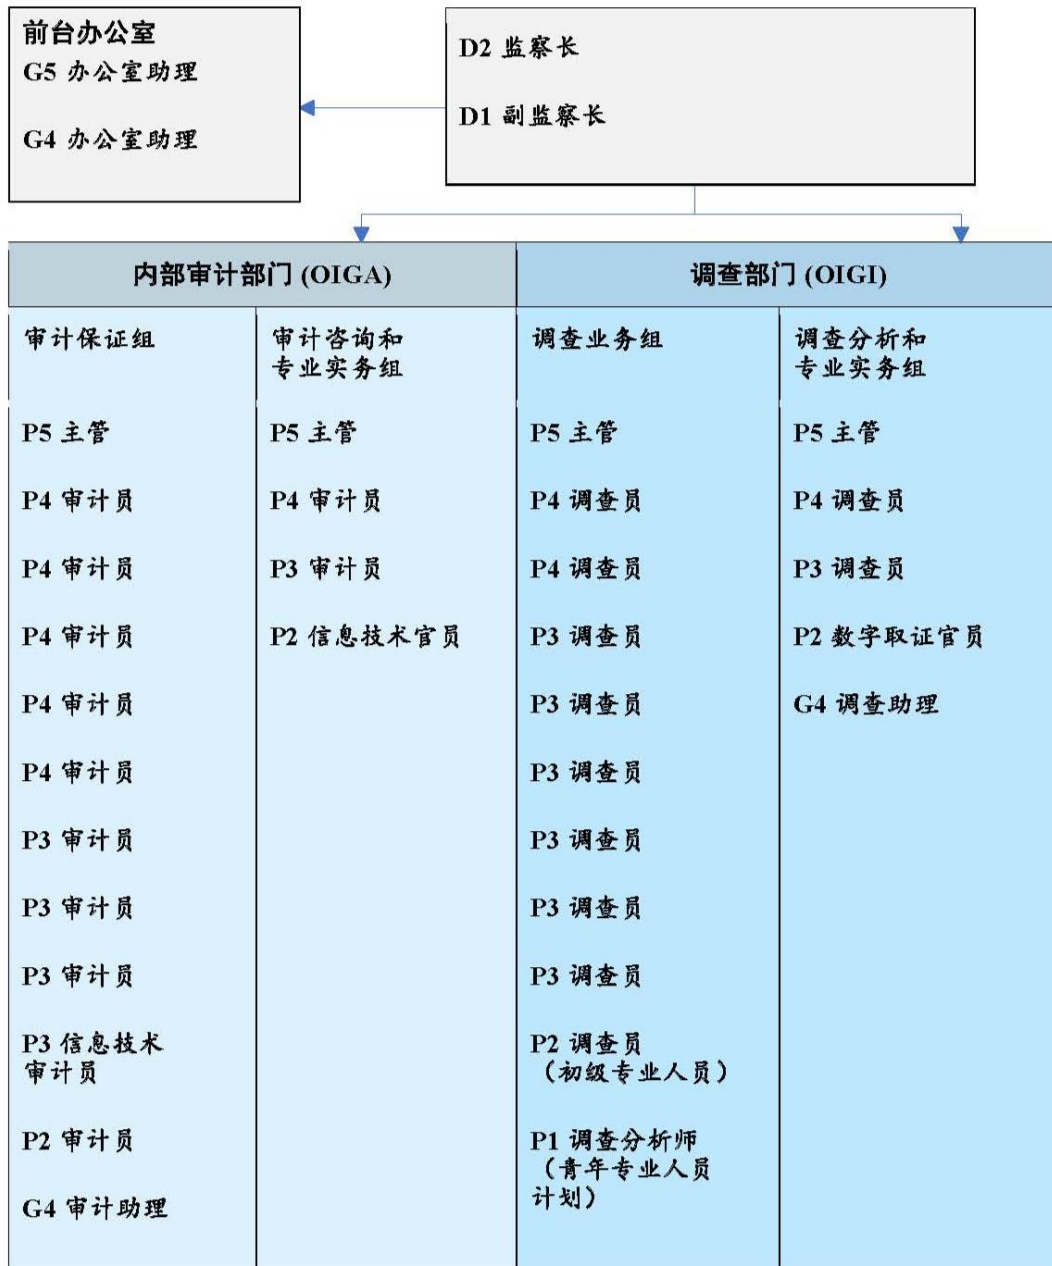 前台办公室
G5 办公室助理
G4 办公室助理
D2 监察长
D1 副监察长
内部审计部门 (OIGA)
调查部门 (OIGI)
审计保证组
P5 主管
P4 审计员
P4 审计员
P4 审计员
P4 审计员
P4 审计员
P3 审计员
P3 审计员
P3 审计员
P3 信息技术
审计员
P2 审计员
G4 审计助理
审计咨询和
专业实务组
P5 主管
P4 审计员
P3 审计员
P2 信息技术官员
调查业务组
P5 主管
P4 调查员
P4 调查员
P3 调查员
P3 调查员
P3 调查员
P3 调查员
P3 调查员
P3 调查员
P2 调查员
（初级专业人员）
P1 调查分析师
（青年专业人员
计划）
调查分析和
专业实务组
P5 主管
P4 调查员
P3 调查员
P2 数字取证官员
G4 调查助理